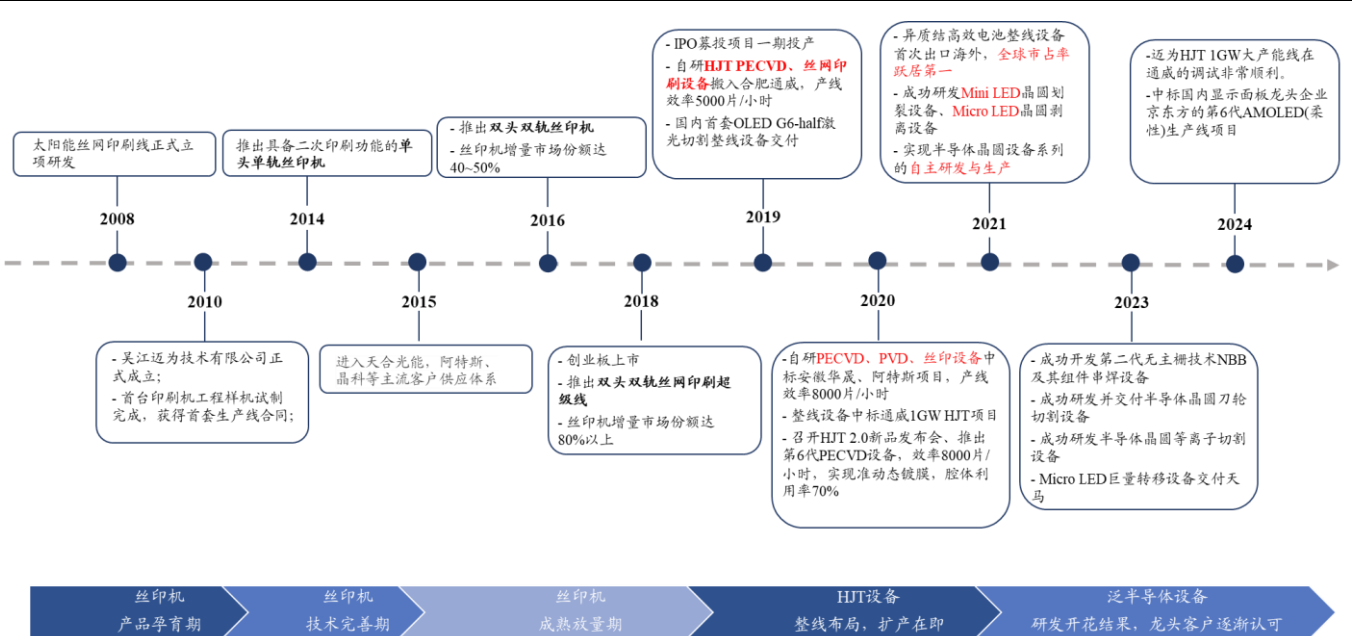 太阳能丝网印刷线正式立
项研发
2008
推出具备二次印刷功能的单
头单轨丝印机
2014
- 推出双头双轨丝印机
- 丝印机增量市场份额达
40~50%
2016
- IPO募投项目一期投产
- 自研HJT PECVD、丝网印
刷设备搬入合肥通威，产线
效率5000片/小时
- 国内首套OLED G6-half激
光切割整线设备交付
2019
- 异质结高效电池整线设备
首次出口海外，全球市占率
跃居第一
- 成功研发Mini LED晶圆划
裂设备、Micro LED晶圆剥
离设备
- 实现半导体晶圆设备系列
的自主研发与生产
2021
-迈为HJT 1GW大产能线在
通威的调试非常顺利。
-中标国内显示面板龙头企业
京东方的第6代AMOLED(柔
性)生产线项目
2024
2010
- 吴江迈为技术有限公司正
式成立；
- 首台印刷机工程样机试制
完成，获得首套生产线合同；
2015
进入天合光能，阿特斯、
晶科等主流客户供应体系
2018
- 创业板上市
- 推出双头双轨丝网印刷超
级线
- 丝印机增量市场份额达
80%以上
2020
-自研PECVD、PVD、丝印设备中
标安徽华晟、阿特斯项目，产线
效率8000片/小时
- 整线设备中标通威1GW HJT项目
- 召开HJT 2.0新品发布会、推出
第6代PECVD设备，效率8000片/
小时，实现准动态镀膜，腔体利
用率70%
2023
- 成功开发第二代无主栅技术NBB
及其组件串焊设备
- 成功研发并交付半导体晶圆刀轮
切割设备
- 成功研发半导体晶圆等离子切割
设备
- Micro LED巨量转移设备交付天
马
丝印机
产品孕育期
丝印机
技术完善期
丝印机
成熟放量期
HJT设备
整线布局，扩产在即
泛半导体设备
研发开花结果，龙头客户逐渐认可